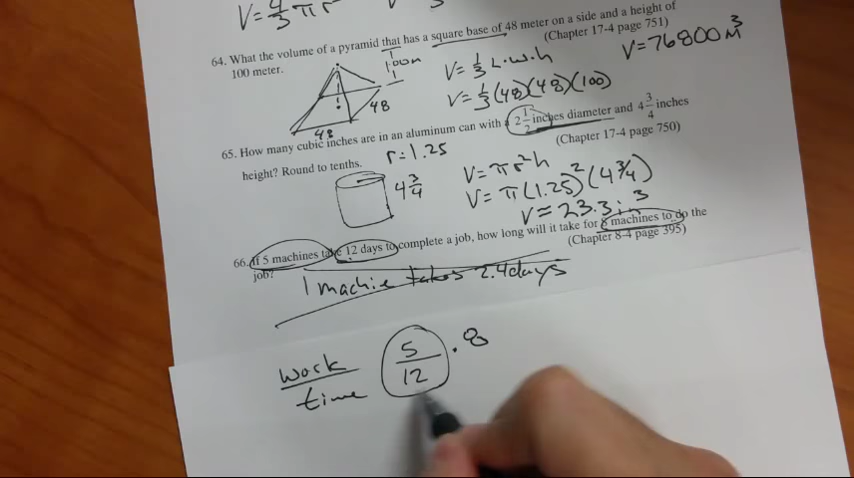 V = 4/3 π r
64. What the volume of a pyramid that has a square base of 48 meter on a side and a height of
100 meter.
(Chapter 17-4 page 751)
100m
48
48
V = 1/3 L·w·h
V = 1/3 (48)(48)(100)
V = 76800 m³
65. How many cubic inches are in an aluminum can with 2 1/2 inches diameter and 4 3/4 inches
height? Round to tenths.
(Chapter 17-4 page 750)
r = 1.25
4 3/4
V = π r² h
V = π (1.25)² (4 3/4)
V ≈ 23.3 in³
66. If 5 machines take 12 days to complete a job, how long will it take for 8 machines to do the
job?
(Chapter 8-4 page 395)
1 machie takes 2.4 days
work
time
5/12 · 8